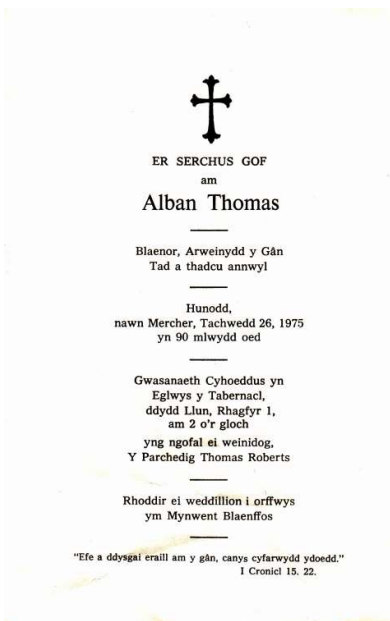 ER SERCHUS GOF
am
Alban Thomas
Blaenor, Arweinydd y Gân
Tad a thadcu annwyl
Hunodd,
nawn Mercher, Tachwedd 26, 1975
yn 90 mlwydd oed
Gwasanaeth Cyhoeddus yn
Eglwys y Tabernacl,
ddydd Llun, Rhagfyr 1,
am 2 o'r gloch
yng ngofal ei weinidog,
Y Parchedig Thomas Roberts
Rhoddir ei weddillion i orffwys
ym Mynwent Blaenffos
"Efe a ddysgai eraill am y gân, canys cyfarwydd ydoedd."
I Cronicl 15. 22.